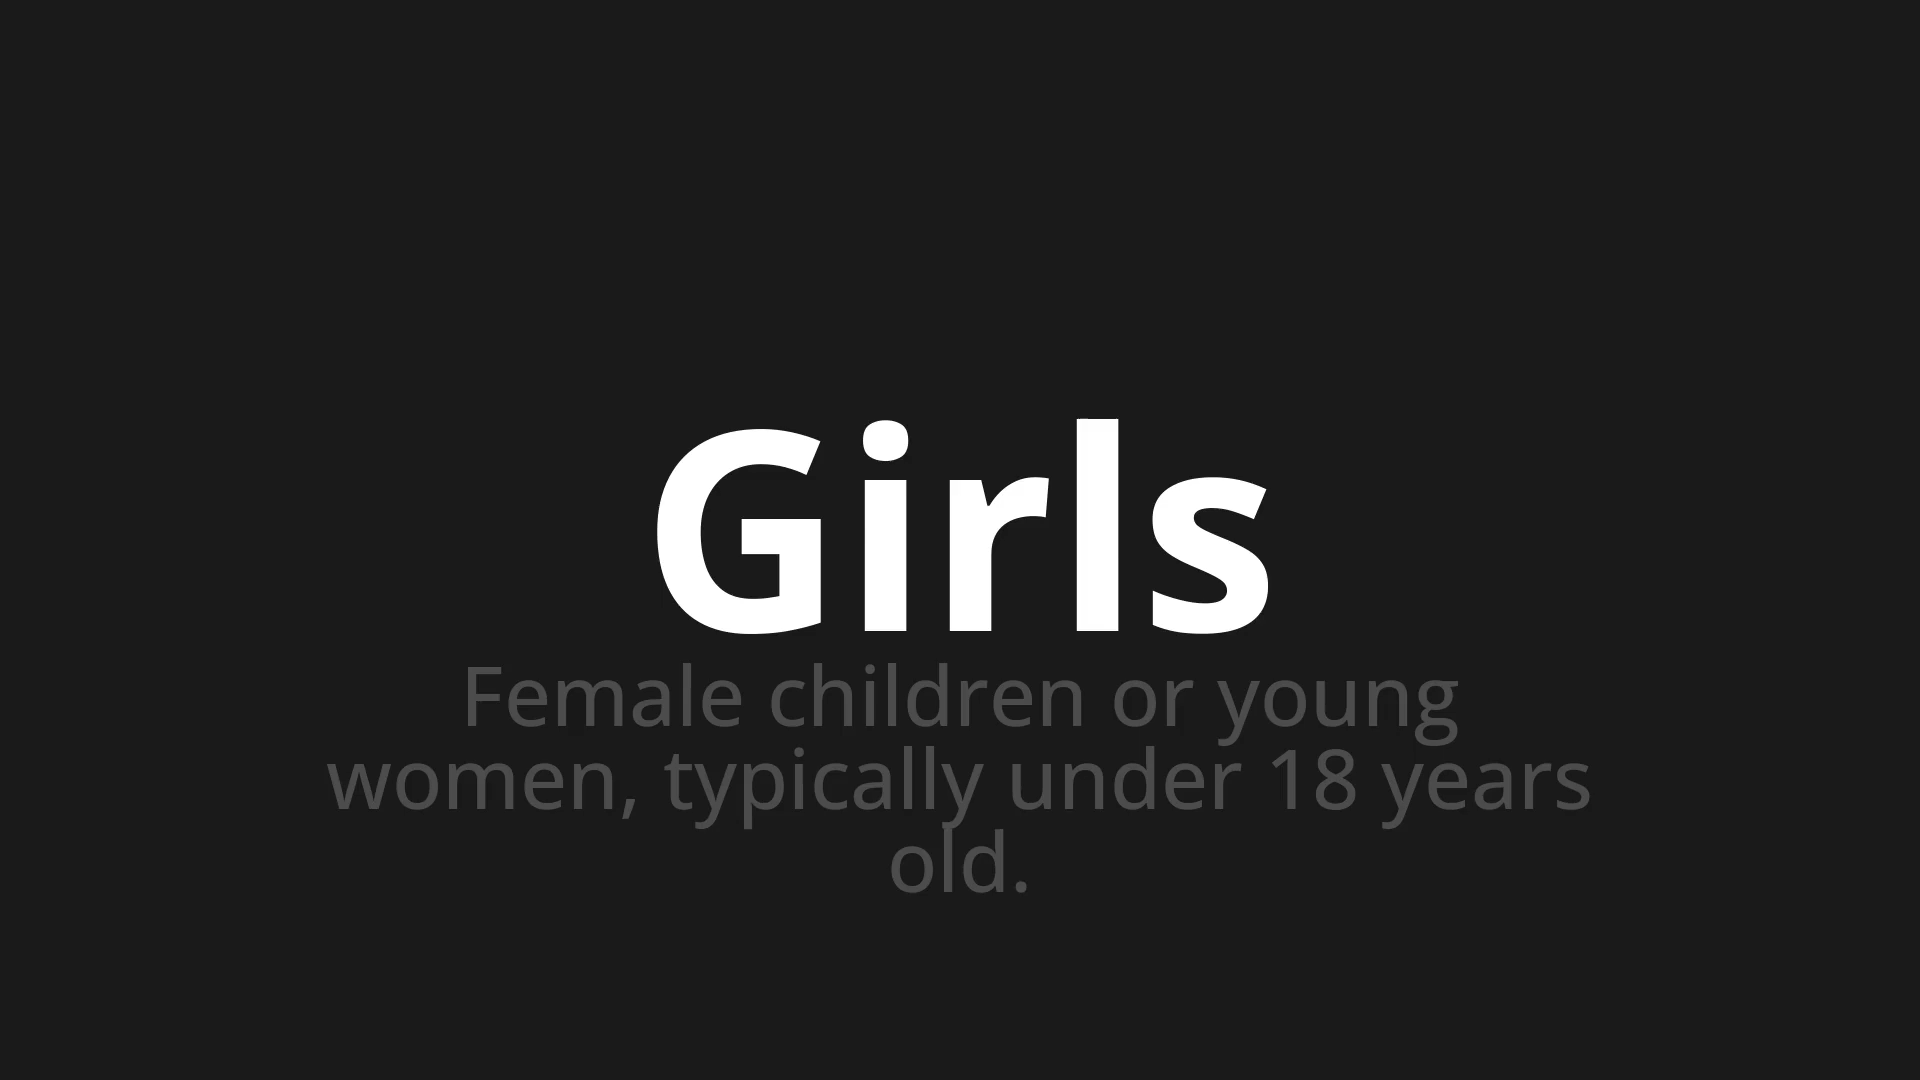 Girls
Female children or young
women, typically under 18 years
old.